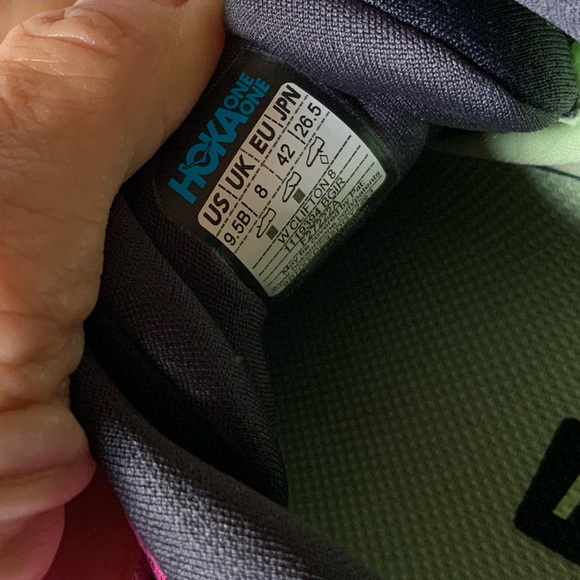 HOKA ONE ONE
US UK EU JPN
9.5B 8 42 26.5
W CLIFTON 8
1119394 BGIR